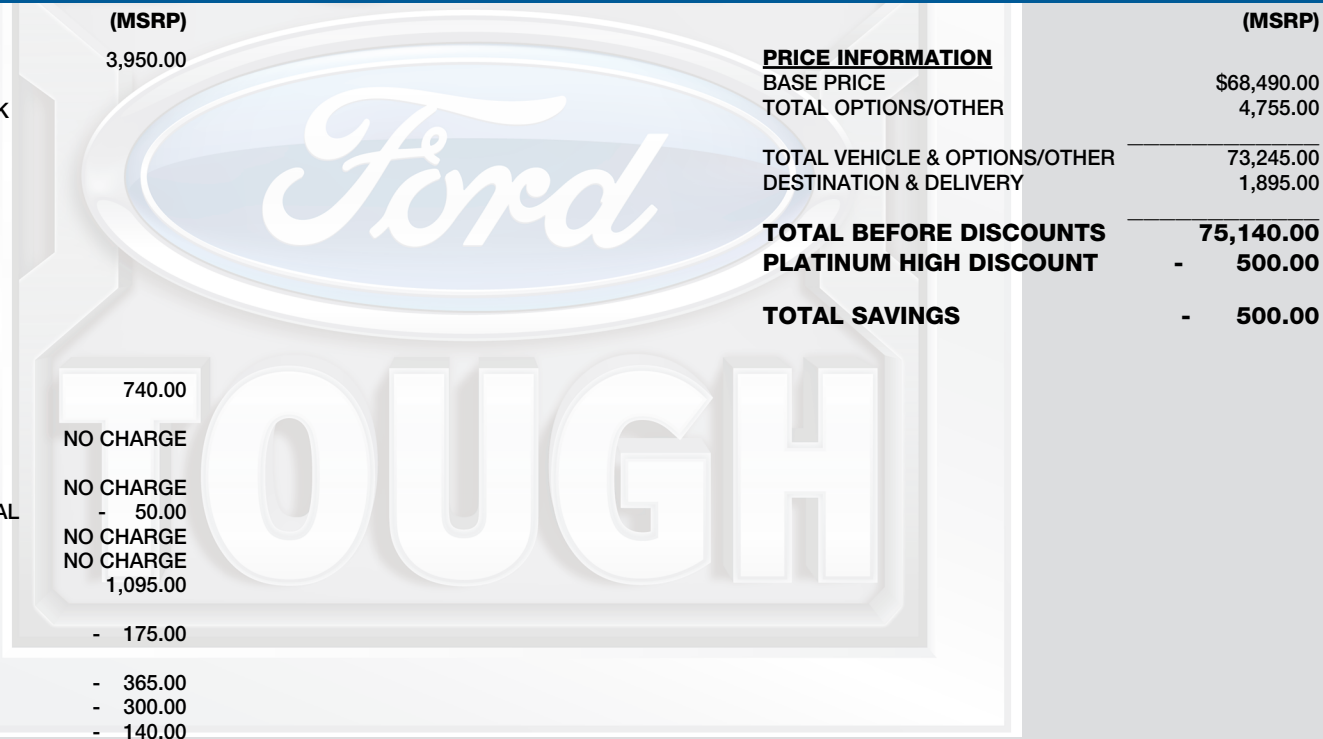 (MSRP)
3,950.00
K
740.00
NO CHARGE
NO CHARGE
AL - 50.00
NO CHARGE
NO CHARGE
1,095.00
- 175.00
- 365.00
- 300.00
- 140.00
Ford
TOUGH
(MSRP)
PRICE INFORMATION
BASE PRICE $68,490.00
TOTAL OPTIONS/OTHER 4,755.00
TOTAL VEHICLE & OPTIONS/OTHER 73,245.00
DESTINATION & DELIVERY 1,895.00
TOTAL BEFORE DISCOUNTS 75,140.00
PLATINUM HIGH DISCOUNT - 500.00
TOTAL SAVINGS - 500.00